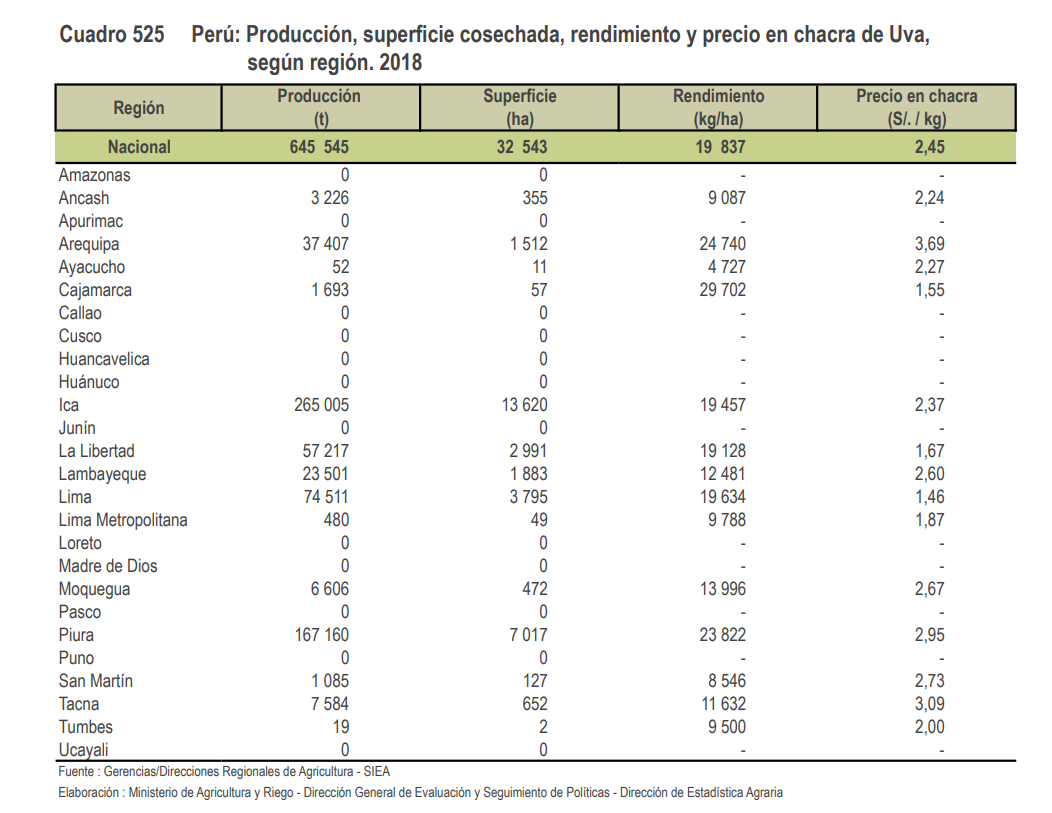 Cuadro 525 Perú: Producción, superficie cosechada, rendimiento y precio en chacra de Uva,
según región. 2018
Región Producción (t) Superficie (ha) Rendimiento (kg/ha) Precio en chacra (S/. / kg)
Nacional 645 545 32 543 19 837 2,45
Amazonas 0 0 - -
Ancash 3 226 355 9 087 2,24
Apurimac 0 0 - -
Arequipa 37 407 1 512 24 740 3,69
Ayacucho 52 11 4 727 2,27
Cajamarca 1 693 57 29 702 1,55
Callao 0 0 - -
Cusco 0 0 - -
Huancavelica 0 0 - -
Huánuco 0 0 - -
Ica 265 005 13 620 19 457 2,37
Junín 0 0 - -
La Libertad 57 217 2 991 19 128 1,67
Lambayeque 23 501 1 883 12 481 2,60
Lima 74 511 3 795 19 634 1,46
Lima Metropolitana 480 49 9 788 1,87
Loreto 0 0 - -
Madre de Dios 0 0 - -
Moquegua 6 606 472 13 996 2,67
Pasco 0 0 - -
Piura 167 160 7 017 23 822 2,95
Puno 0 0 - -
San Martín 1 085 127 8 546 2,73
Tacna 7 584 652 11 632 3,09
Tumbes 19 2 9 500 2,00
Ucayali 0 0 - -
Fuente : Gerencias/Direcciones Regionales de Agricultura - SIEA
Elaboración : Ministerio de Agricultura y Riego - Dirección General de Evaluación y Seguimiento de Políticas - Dirección de Estadística Agraria